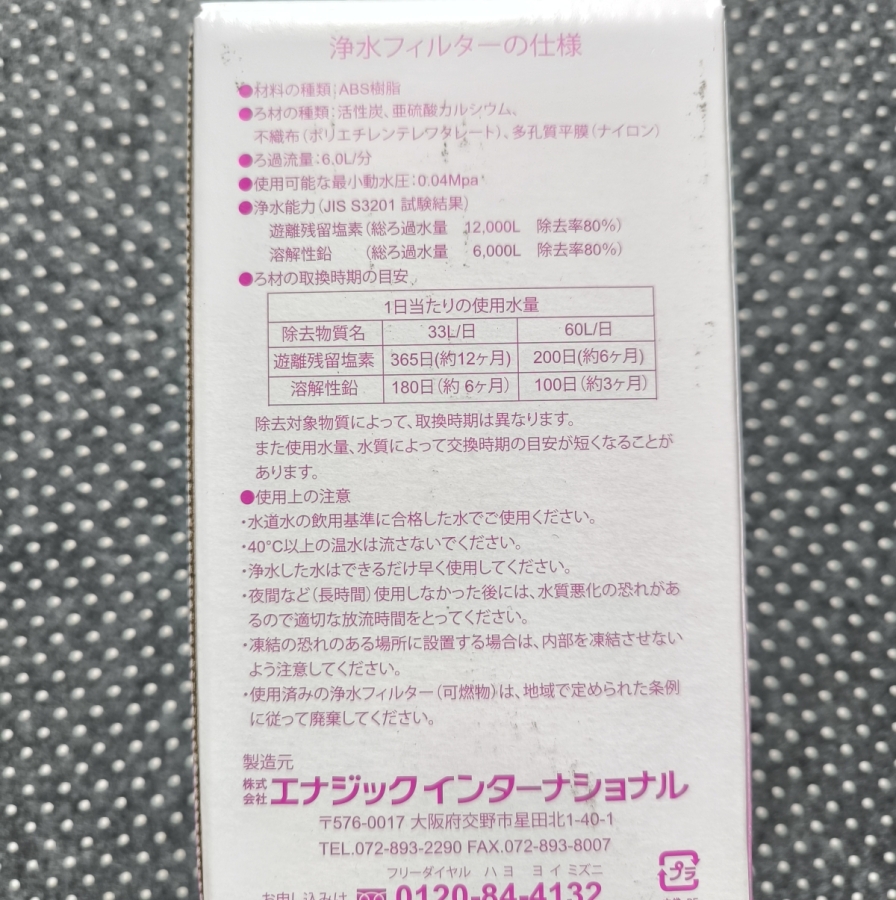 浄水フィルターの仕様
●材料の種類:ABS樹脂
●ろ材の種類:活性炭、亜硫酸カルシウム、
不織布(ポリエチレンテレフタレート)、多孔質平膜(ナイロン)
●ろ過流量:6.0L/分
●使用可能な最小動水圧:0.04Mpa
●浄水能力(JIS S3201 試験結果)
遊離残留塩素(総ろ過水量 12,000L 除去率80%)
溶解性鉛 (総ろ過水量 6,000L 除去率80%)
●ろ材の取換時期の目安
1日当たりの使用水量
除去物質名 33L/日 60L/日
遊離残留塩素 365日(約12ヶ月) 200日(約6ヶ月)
溶解性鉛 180日(約 6ヶ月) 100日(約3ヶ月)
除去対象物質によって、取換時期は異なります。
また使用水量、水質によって交換時期の目安が短くなることが
あります。
●使用上の注意
・水道水の飲用基準に合格した水でご使用ください。
・40°C以上の温水は流さないでください。
・浄水した水はできるだけ早く使用してください。
・夜間など(長時間)使用しなかった後には、水質悪化の恐れがあ
るので適切な放流時間をとってください。
・凍結の恐れのある場所に設置する場合は、内部を凍結させない
よう注意してください。
・使用済みの浄水フィルター(可燃物)は、地域で定められた条例
に従って廃棄してください。
製造元
株式会社エナジックインターナショナル
〒576-0017 大阪府交野市星田北1-40-1
TEL.072-893-2290 FAX.072-893-8007
フリーダイヤル ハヨ ヨイミズニ
お申し込みは 0120-84-4132
プラ